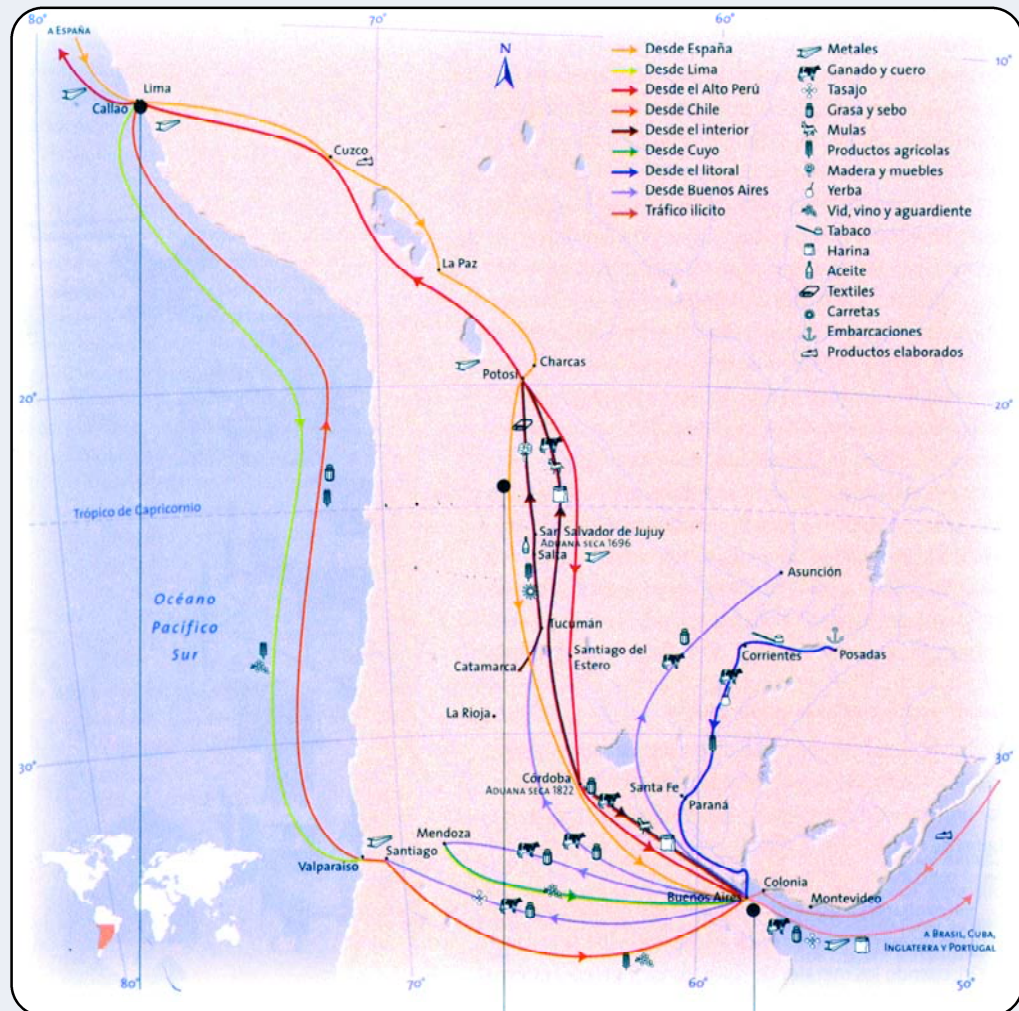 80°
70°
60°
A ESPAÑA
N
10°
Desde España
Desde Lima
Desde el Alto Perú
Desde Chile
Desde el interior
Desde Cuyo
Desde el litoral
Desde Buenos Aires
Tráfico ilícito
Metales
Ganado y cuero
Tasajo
Grasa y sebo
Mulas
Productos agrícolas
Madera y muebles
Yerba
Vid, vino y aguardiente
Tabaco
Harina
Aceite
Textiles
Carretas
Embarcaciones
Productos elaborados
Lima
Callao
Cuzco
La Paz
Charcas
Potosí
20°
20°
Trópico de Capricornio
San Salvador de Jujuy
ADUANA SECA 1696
Salta
Océano
Pacífico
Sur
Asunción
Tucumán
Catamarca
Santiago del
Estero
Corrientes
Posadas
La Rioja
30°
30°
Córdoba
ADUANA SECA 1822
Santa Fe
Paraná
Mendoza
Santiago
Valparaíso
Buenos Aires
Colonia
Montevideo
A BRASIL, CUBA,
INGLATERRA Y PORTUGAL
80°
70°
60°
50°